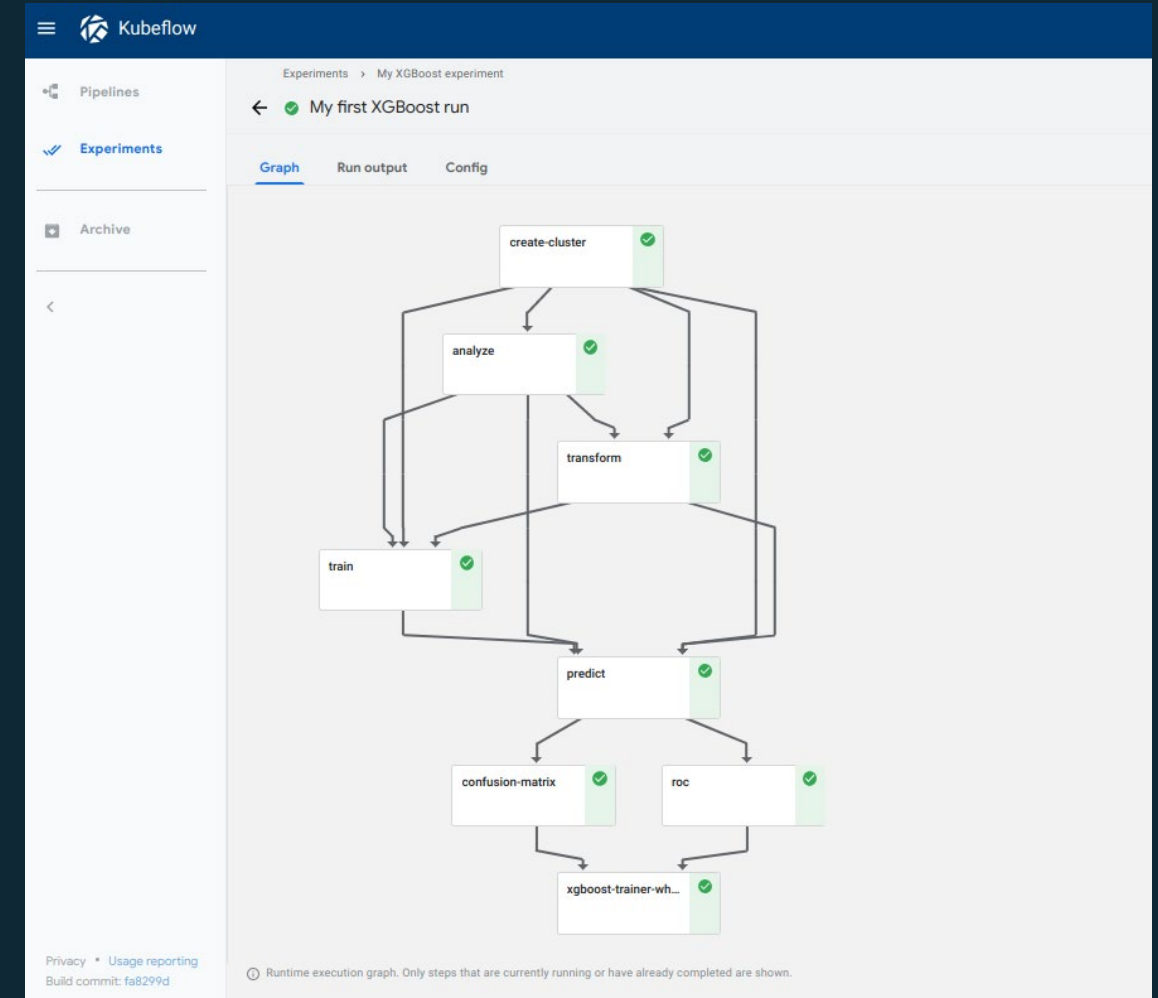 Kubeflow
Pipelines
Experiments
Archive
Experiments > My XGBoost experiment
My first XGBoost run
Graph Run output Config
create-cluster
analyze
transform
train
predict
confusion-matrix roc
xgboost-trainer-wh...
Runtime execution graph. Only steps that are currently running or have already completed are shown.
Privacy • Usage reporting
Build commit: fa8299d